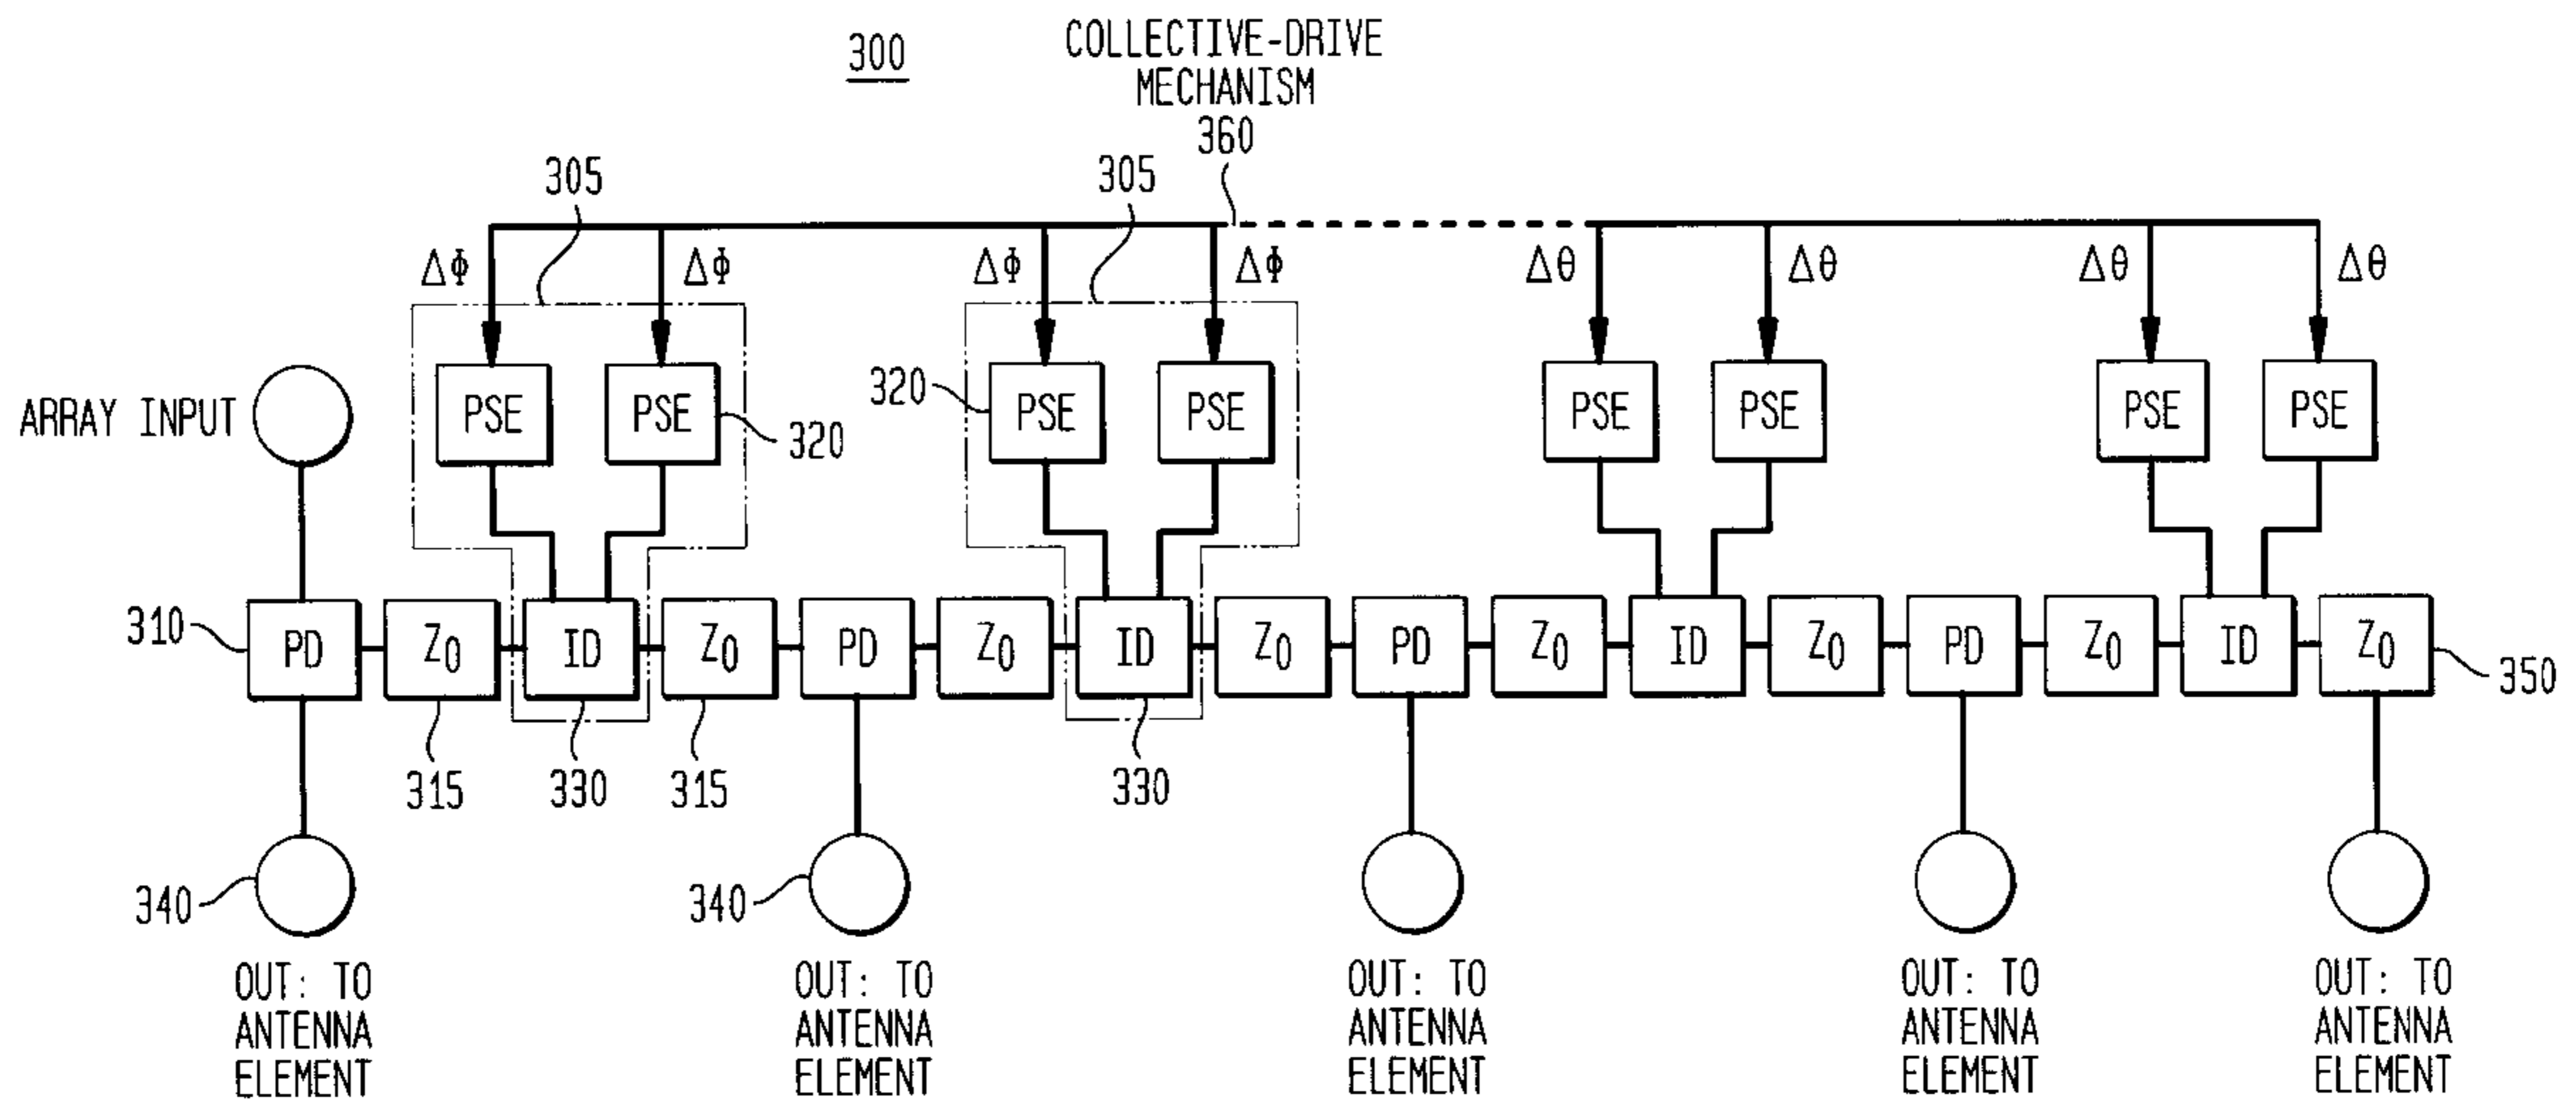 300
COLLECTIVE-DRIVE
MECHANISM
360
305
305
ΔΦ
ΔΦ
ΔΦ
ΔΦ
Δθ
Δθ
Δθ
Δθ
ARRAY INPUT
PSE
PSE
320
320
PSE
PSE
PSE
PSE
PSE
PSE
310
PD
Z0
ID
Z0
PD
Z0
ID
Z0
PD
Z0
ID
Z0
PD
Z0
ID
Z0
350
315
330
315
330
340
340
OUT: TO
ANTENNA
ELEMENT
OUT: TO
ANTENNA
ELEMENT
OUT: TO
ANTENNA
ELEMENT
OUT: TO
ANTENNA
ELEMENT
OUT: TO
ANTENNA
ELEMENT